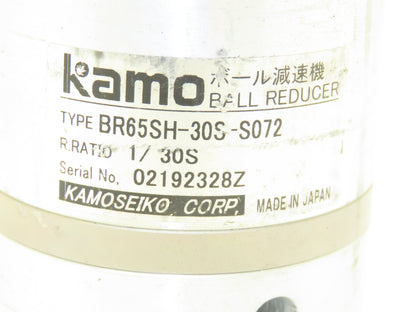 kamo ボール減速機
BALL REDUCER
TYPE BR65SH-30S-S072
R.RATIO 1/30S
Serial No. 02192328Z
KAMOSEIKO CORP. MADE IN JAPAN